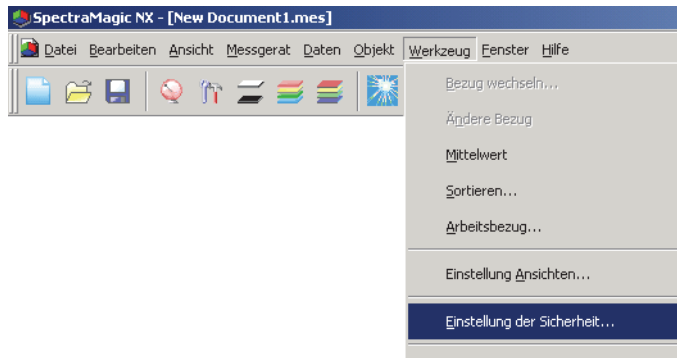 SpectraMagic NX - [New Document1.mes]
Datei Bearbeiten Ansicht Messgerat Daten Objekt Werkzeug Fenster Hilfe
Bezug wechseln...
Ändere Bezug
Mittelwert
Sortieren...
Arbeitsbezug...
Einstellung Ansichten...
Einstellung der Sicherheit...